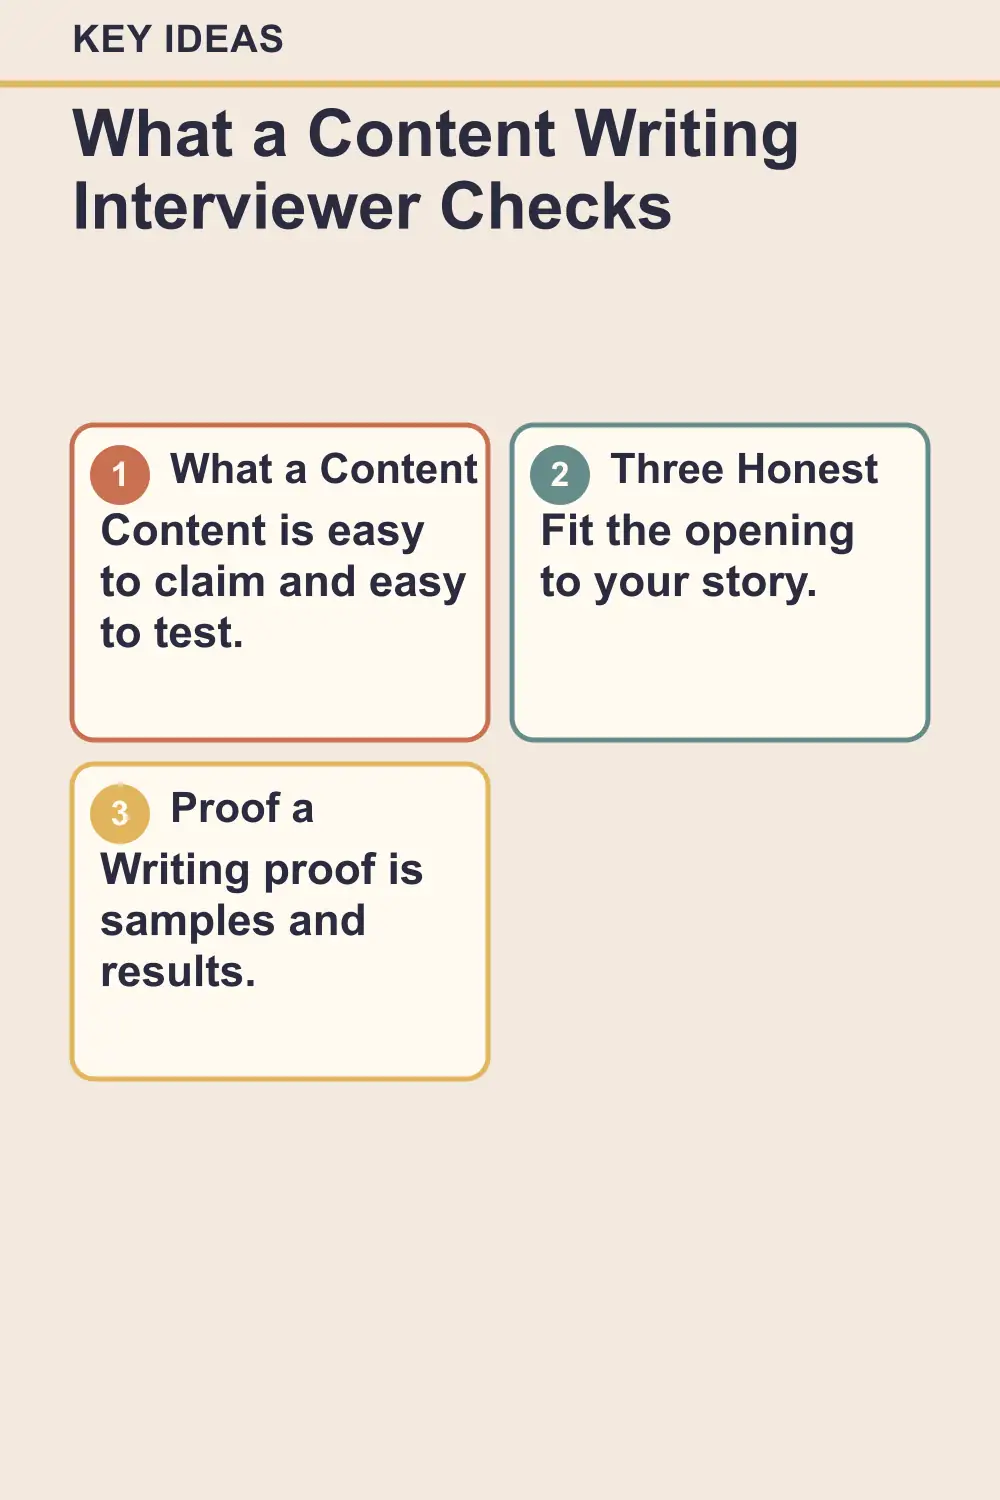 KEY IDEAS
What a Content Writing
Interviewer Checks
1 What a Content
Content is easy
to claim and easy
to test.
2 Three Honest
Fit the opening
to your story.
3 Proof a
Writing proof is
samples and
results.